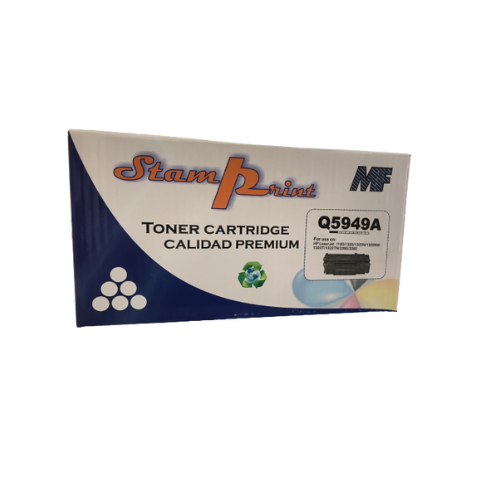 StamPrint
MF
TONER CARTRIDGE
CALIDAD PREMIUM
Q5949A
For use on: